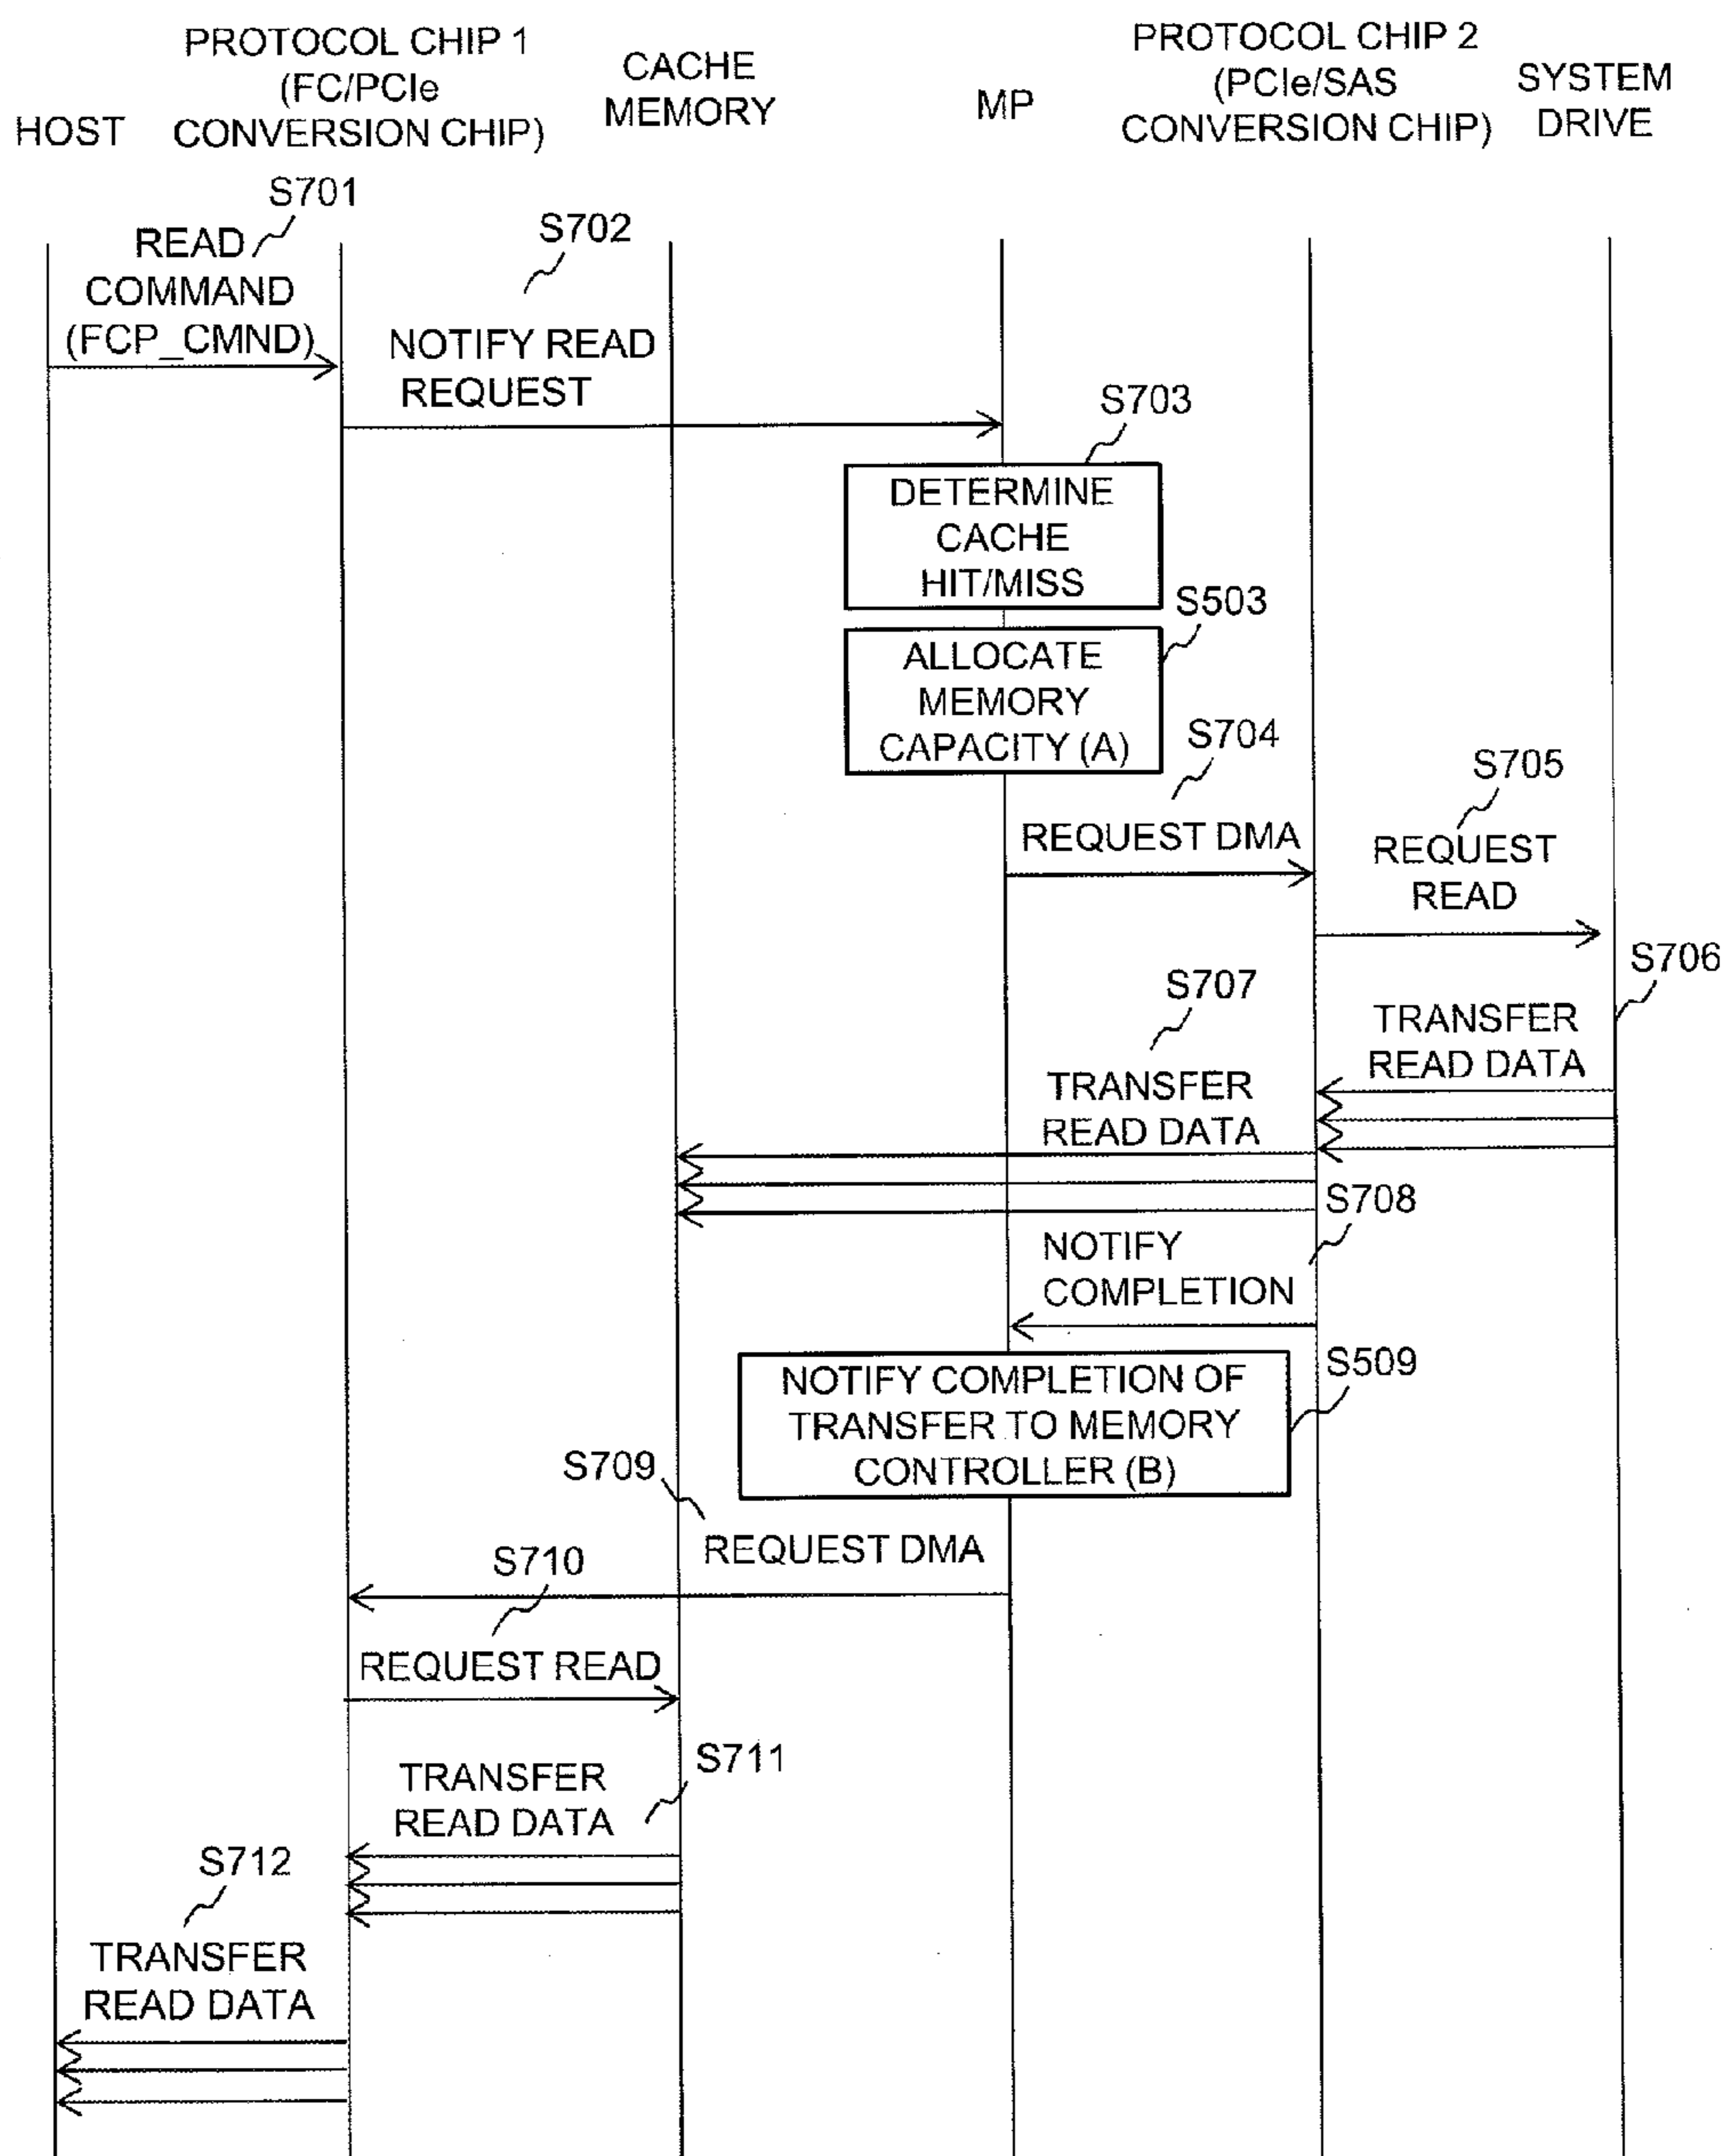 HOST
PROTOCOL CHIP 1
(FC/PCIe
CONVERSION CHIP)
CACHE
MEMORY
MP
PROTOCOL CHIP 2
(PCIe/SAS
CONVERSION CHIP)
SYSTEM
DRIVE
S701
READ
COMMAND
(FCP_CMND)
S702
NOTIFY READ
REQUEST
S703
DETERMINE
CACHE
HIT/MISS
S503
ALLOCATE
MEMORY
CAPACITY (A)
S704
REQUEST DMA
S705
REQUEST
READ
S706
TRANSFER
READ DATA
S707
TRANSFER
READ DATA
S708
NOTIFY
COMPLETION
S509
NOTIFY COMPLETION OF
TRANSFER TO MEMORY
CONTROLLER (B)
S709
REQUEST DMA
S710
REQUEST READ
S711
TRANSFER
READ DATA
S712
TRANSFER
READ DATA